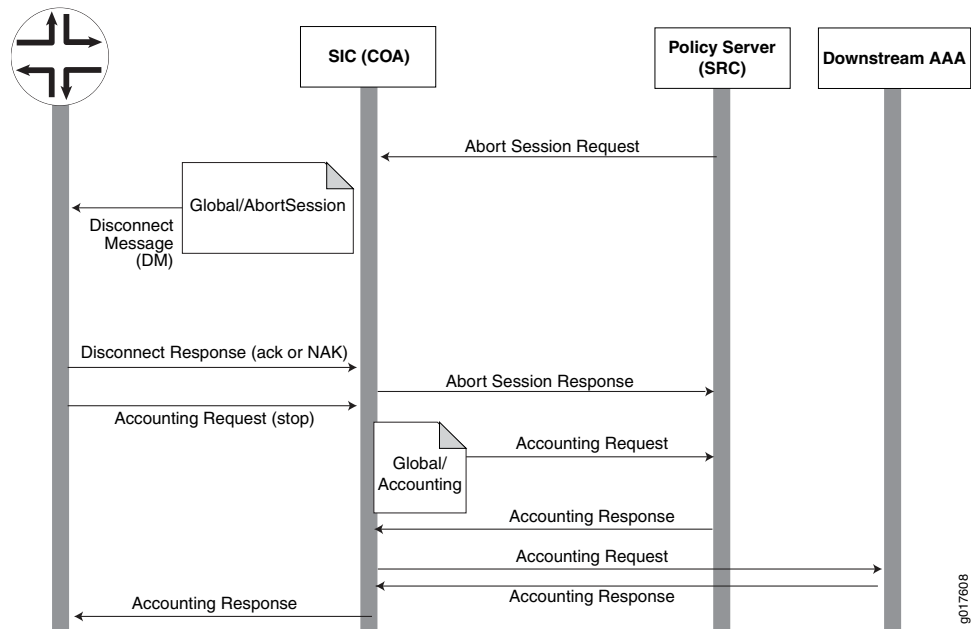 SIC (COA)
Policy Server
(SRC)
Downstream AAA
Abort Session Request
Global/AbortSession
Disconnect
Message
(DM)
Disconnect Response (ack or NAK)
Abort Session Response
Accounting Request (stop)
Accounting Request
Global/
Accounting
Accounting Response
Accounting Request
Accounting Response
Accounting Response
g017608